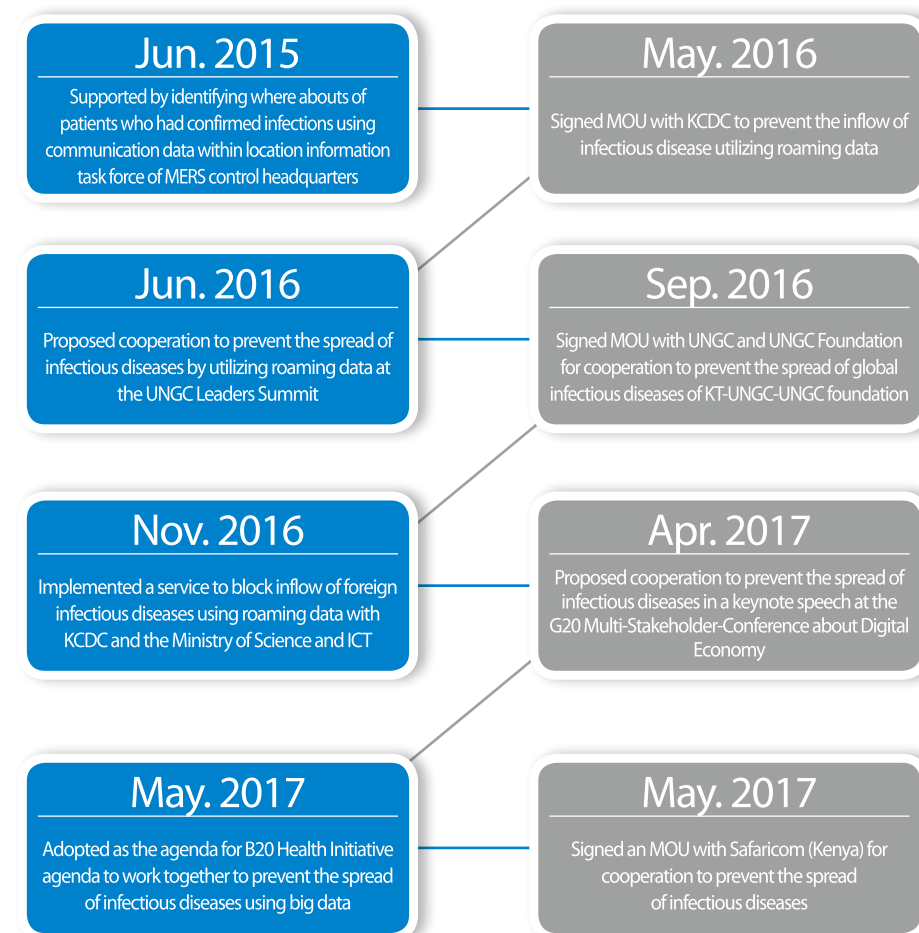 Jun. 2015
Supported by identifying where abouts of
patients who had confirmed infections using
communication data within location information
task force of MERS control headquarters
May. 2016
Signed MOU with KCDC to prevent the inflow of
infectious disease utilizing roaming data
Jun. 2016
Proposed cooperation to prevent the spread of
infectious diseases by utilizing roaming data at
the UNGC Leaders Summit
Sep. 2016
Signed MOU with UNGC and UNGC Foundation
for cooperation to prevent the spread of global
infectious diseases of KT-UNGC-UNGC foundation
Nov. 2016
Implemented a service to block inflow of foreign
infectious diseases using roaming data with
KCDC and the Ministry of Science and ICT
Apr. 2017
Proposed cooperation to prevent the spread of
infectious diseases in a keynote speech at the
G20 Multi-Stakeholder-Conference about Digital
Economy
May. 2017
Adopted as the agenda for B20 Health Initiative
agenda to work together to prevent the spread
of infectious diseases using big data
May. 2017
Signed an MOU with Safaricom (Kenya) for
cooperation to prevent the spread
of infectious diseases